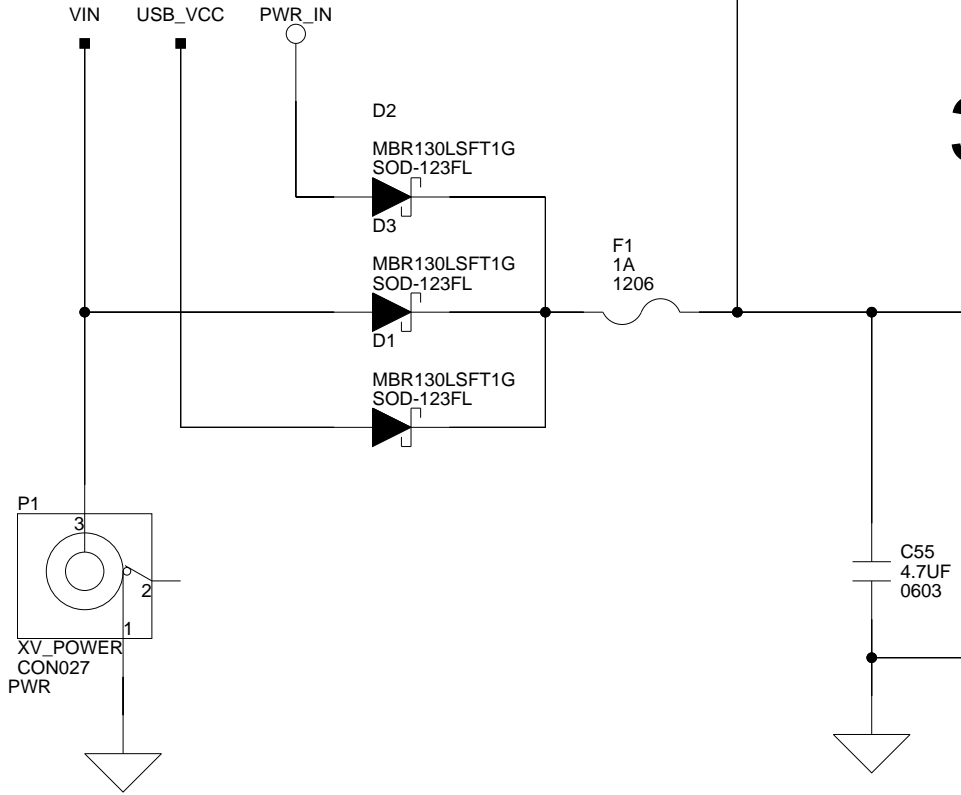 VIN USB_VCC PWR_IN
D2
MBR130LSFT1G
SOD-123FL
D3
MBR130LSFT1G
SOD-123FL
D1
MBR130LSFT1G
SOD-123FL
F1
1A
1206
P1
3
2
1
XV_POWER
CON027
PWR
C55
4.7UF
0603